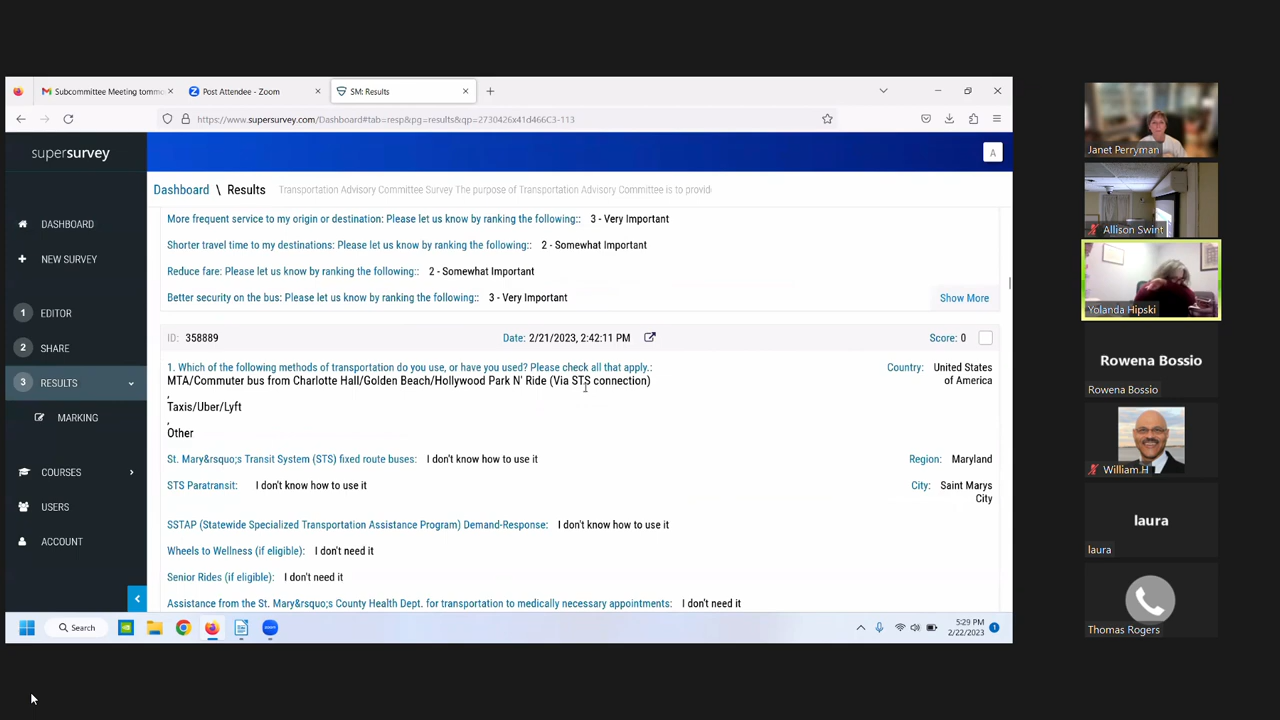 Subcommittee Meeting tommo
Post Attendee - Zoom
SM: Results
https://www.supersurvey.com/Dashboard#tab=resp&pg=results&qp=2730426x41d466C3-113
supersurvey
A
Dashboard \ Results Transportation Advisory Committee Survey The purpose of Transportation Advisory Committee is to provid
DASHBOARD
NEW SURVEY
1 EDITOR
2 SHARE
3 RESULTS
MARKING
COURSES
USERS
ACCOUNT
More frequent service to my origin or destination: Please let us know by ranking the following:: 3 - Very Important
Shorter travel time to my destinations: Please let us know by ranking the following:: 2 - Somewhat Important
Reduce fare: Please let us know by ranking the following:: 2 - Somewhat Important
Better security on the bus: Please let us know by ranking the following:: 3 - Very Important
Show More
ID: 358889 Date: 2/21/2023, 2:42:11 PM Score: 0
1. Which of the following methods of transportation do you use, or have you used? Please check all that apply.:
MTA/Commuter bus from Charlotte Hall/Golden Beach/Hollywood Park N' Ride (Via STS connection)
,
Taxis/Uber/Lyft
,
Other
Country: United States
of America
St. Mary&rsquo;s Transit System (STS) fixed route buses: I don't know how to use it
Region: Maryland
STS Paratransit: I don't know how to use it
City: Saint Marys
City
SSTAP (Statewide Specialized Transportation Assistance Program) Demand-Response: I don't know how to use it
Wheels to Wellness (if eligible): I don't need it
Senior Rides (if eligible): I don't need it
Assistance from the St. Mary&rsquo;s County Health Dept. for transportation to medically necessary appointments: I don't need it
Search
5:29 PM
2/22/2023
1
Janet Perryman
Allison Swint
Yolanda Hipski
Rowena Bossio
Rowena Bossio
William H
laura
laura
Thomas Rogers